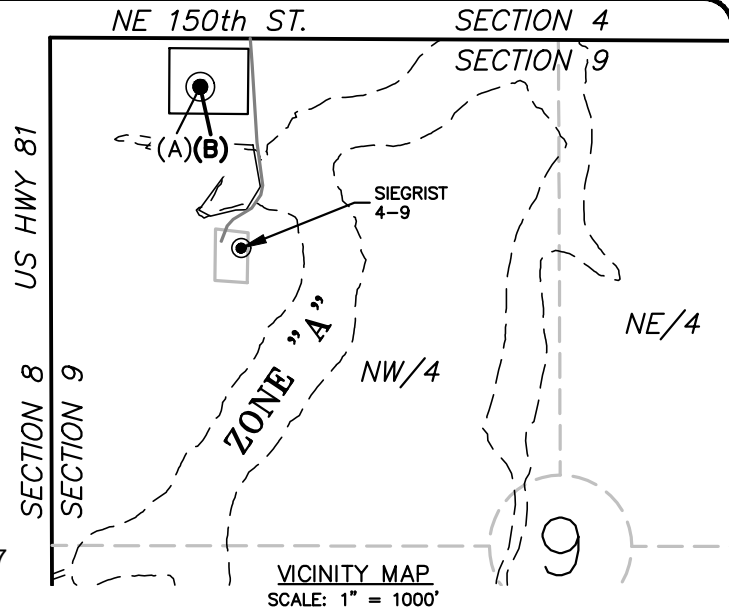 NE 150th ST.
SECTION 4
SECTION 9
(A)(B)
US HWY 81
SIEGRIST
4-9
ZONE "A"
NW/4
NE/4
SECTION 8
SECTION 9
9
7
VICINITY MAP
SCALE: 1" = 1000'